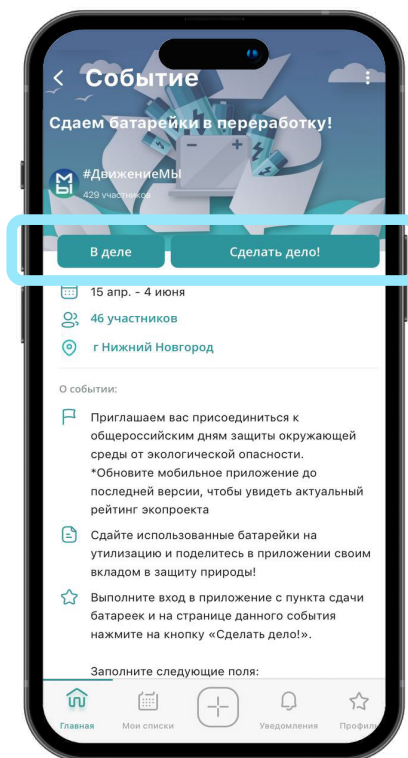 Событие
Сдаем батарейки в переработку!
#ДвижениеМЫ
МЫ
429 участников
В деле
Сделать дело!
15 апр. - 4 июня
46 участников
г Нижний Новгород
О событии:
Приглашаем вас присоединиться к
общероссийским дням защиты окружающей
среды от экологической опасности.
*Обновите мобильное приложение до
последней версии, чтобы увидеть актуальный
рейтинг экопроекта
Сдайте использованные батарейки на
утилизацию и поделитесь в приложении своим
вкладом в защиту природы!
Выполните вход в приложение с пункта сдачи
батареек и на странице данного события
нажмите на кнопку «Сделать дело!».
Заполните следующие поля:
Главная
Мои списки
Уведомления
Профиль